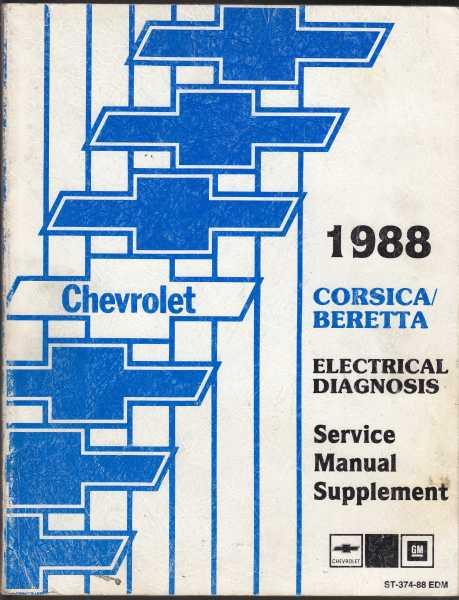 1988
Chevrolet
CORSICA/
BERETTA
ELECTRICAL
DIAGNOSIS
Service
Manual
Supplement
CHEVROLET
GM
ST-374-88 EDM